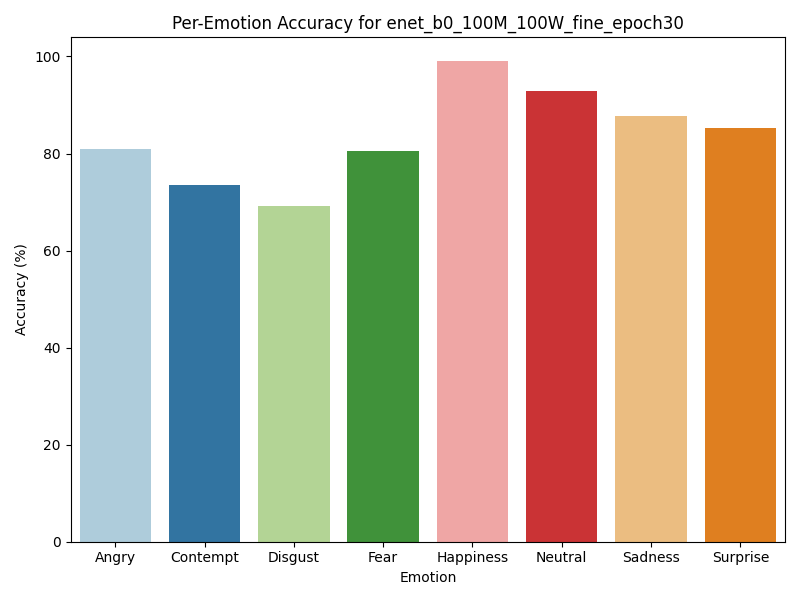 Per-Emotion Accuracy for enet_b0_100M_100W_fine_epoch30
Accuracy (%)
100
80
60
40
20
0
Angry Contempt Disgust Fear Happiness Neutral Sadness Surprise
Emotion